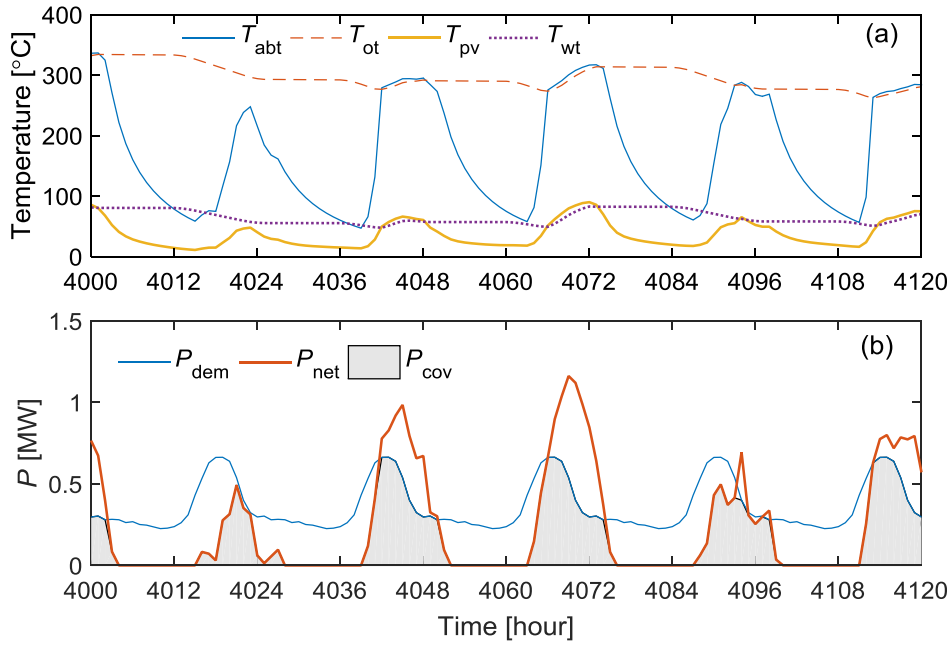 400
300
200
100
0
Temperature [°C]
T_abt T_ot T_pv T_wt
(a)
4000 4012 4024 4036 4048 4060 4072 4084 4096 4108 4120
1.5
1
0.5
0
P [MW]
P_dem P_net P_cov
(b)
4000 4012 4024 4036 4048 4060 4072 4084 4096 4108 4120
Time [hour]